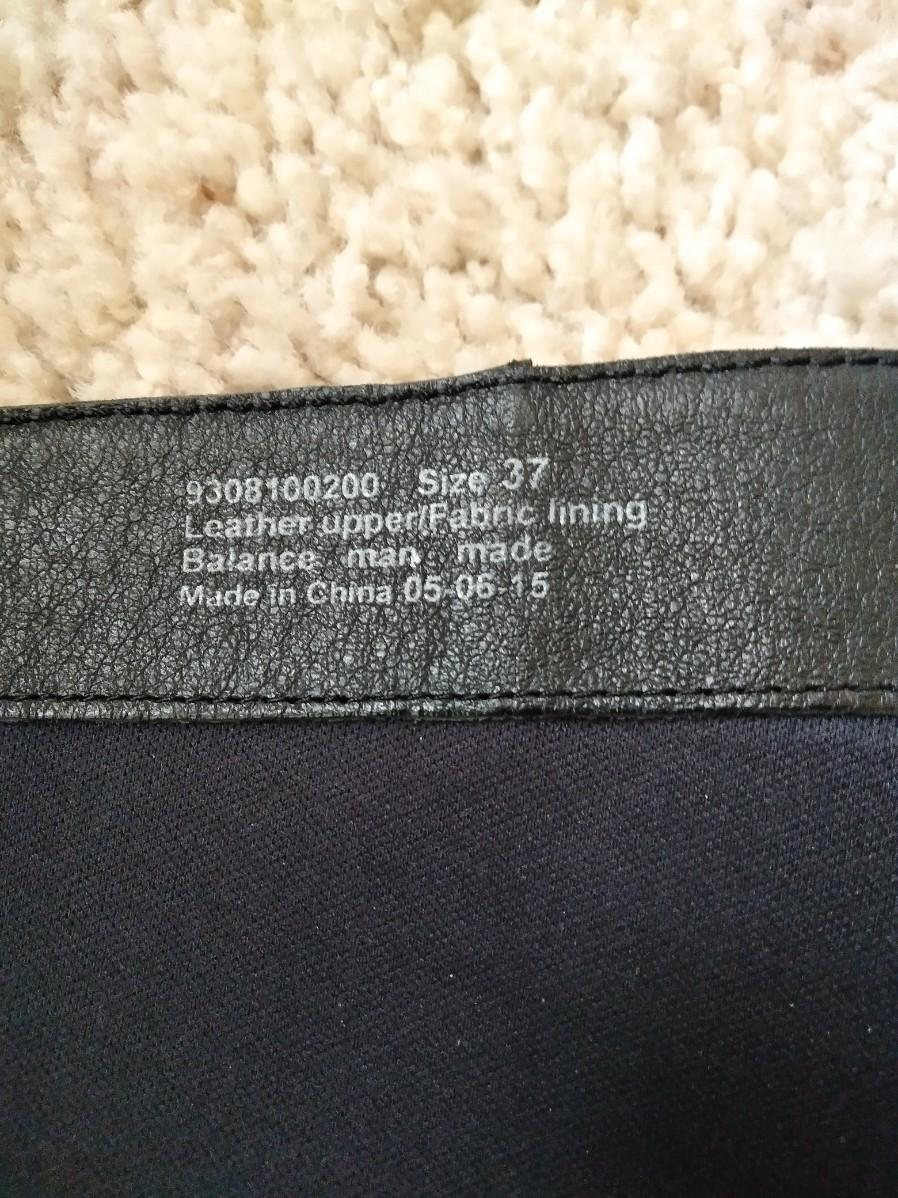 9308100200 Size 37
Leather upper/Fabric lining
Balance man made
Made in China 05-06-15